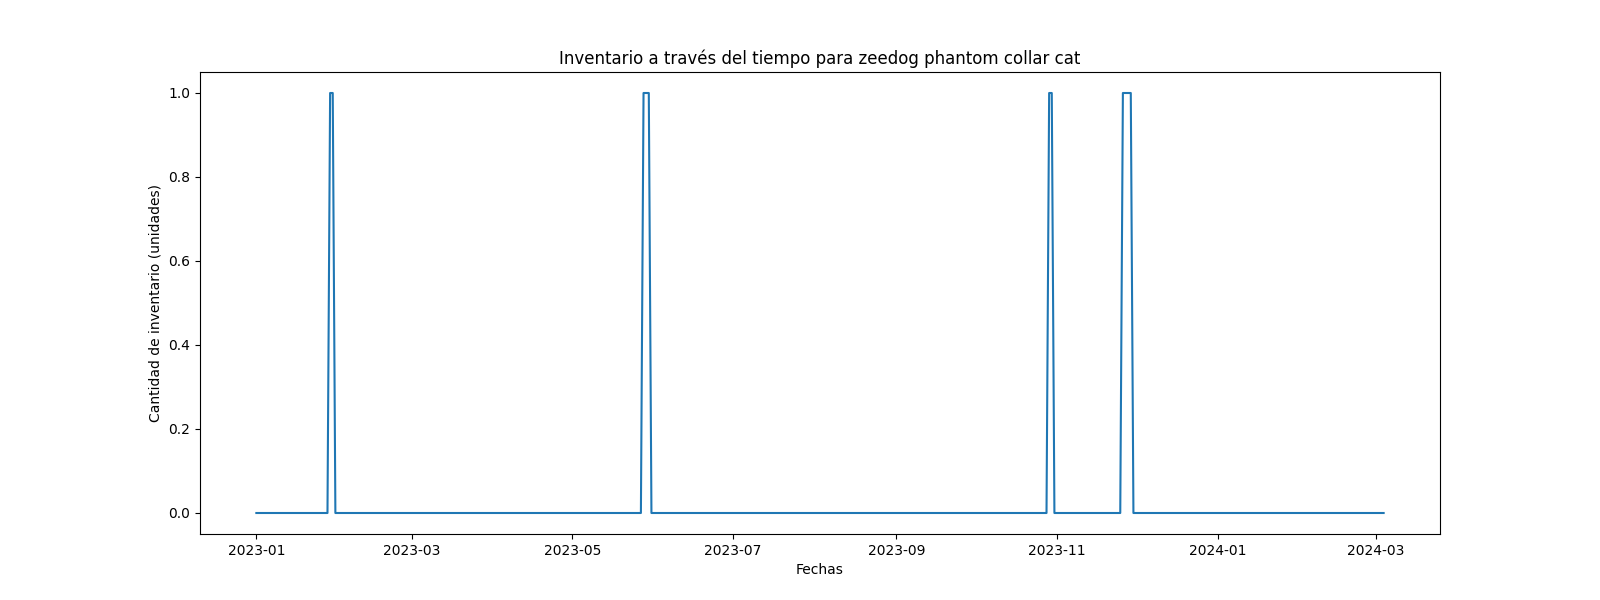 Inventario a través del tiempo para zeedog phantom collar cat
Cantidad de inventario (unidades)
1.0
0.8
0.6
0.4
0.2
0.0
2023-01 2023-03 2023-05 2023-07 2023-09 2023-11 2024-01 2024-03
Fechas